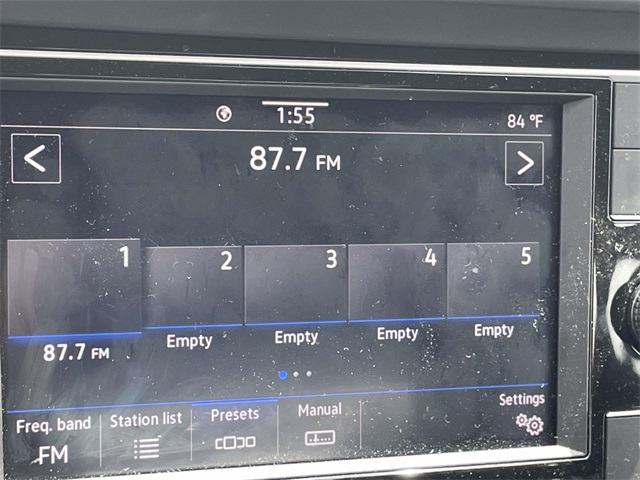 1:55
84 °F
87.7 FM
1 2 3 4 5
87.7 FM Empty Empty Empty Empty
Freq. band Station list Presets Manual Settings
FM